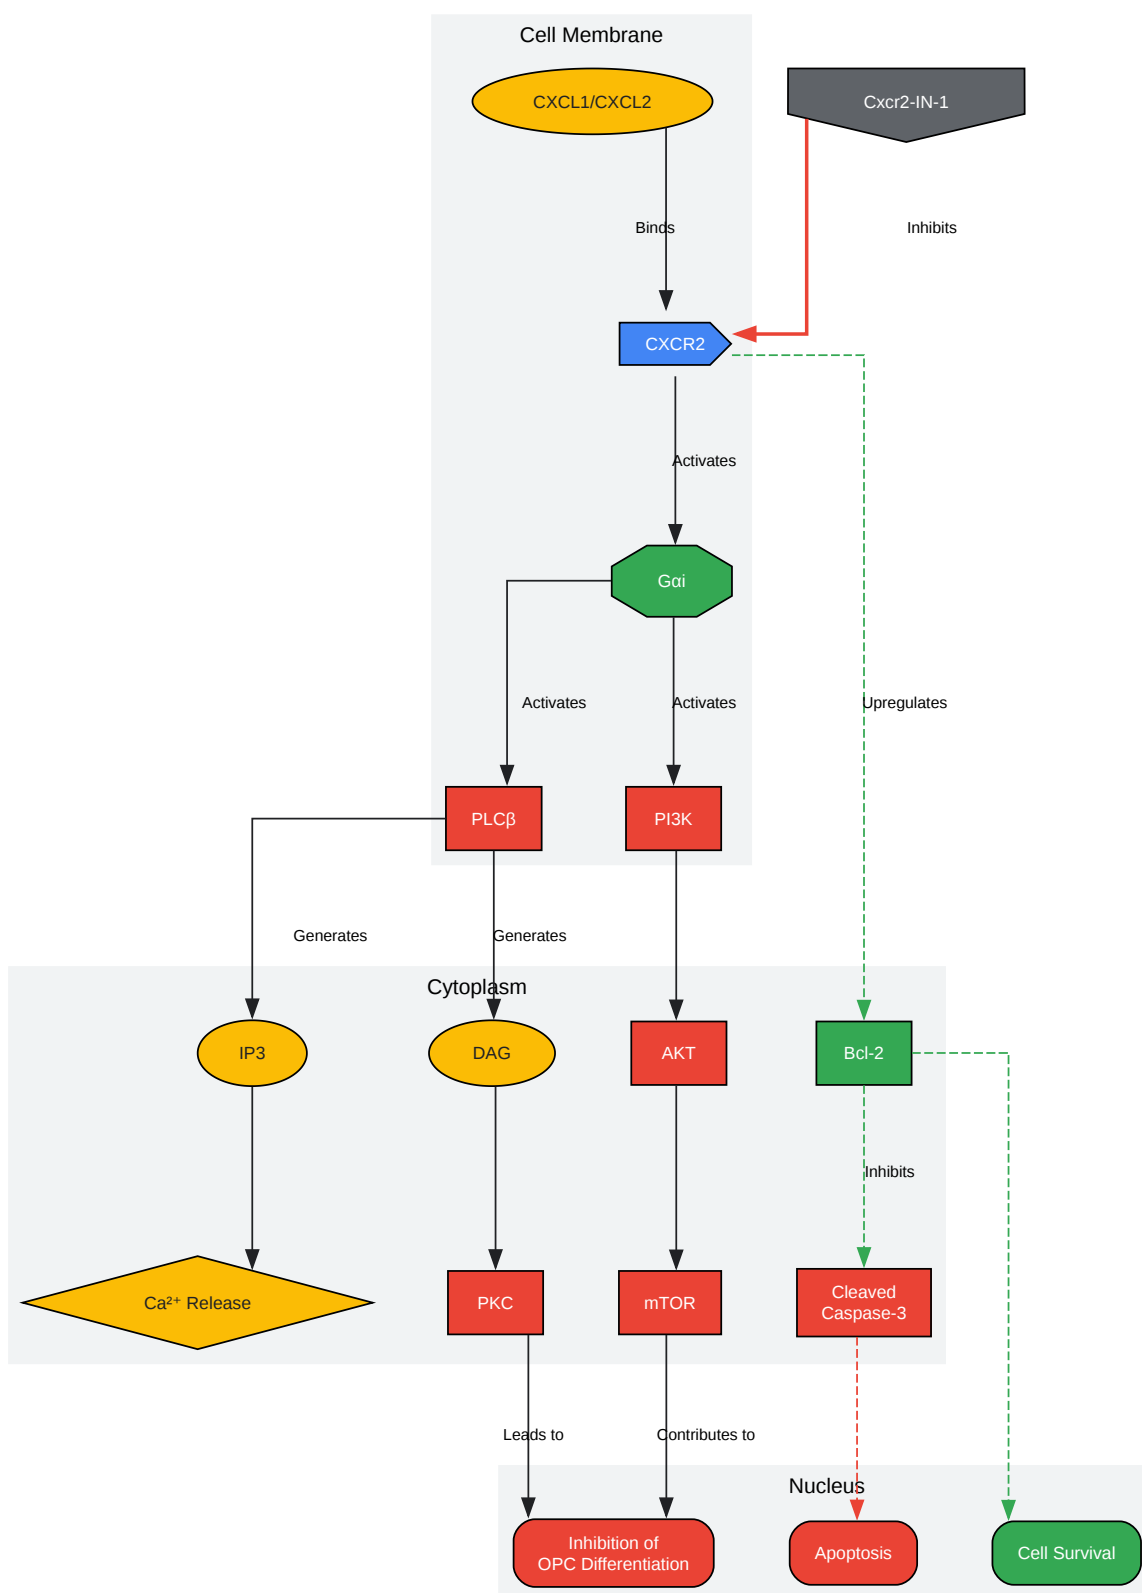 Cell Membrane
CXCL1/CXCL2
Cxcr2-IN-1
Binds
Inhibits
CXCR2
Activates
Gαi
Activates
Activates
Upregulates
PLCβ
PI3K
Generates
Generates
Cytoplasm
IP3
DAG
AKT
Bcl-2
Inhibits
Ca²⁺ Release
PKC
mTOR
Cleaved
Caspase-3
Leads to
Contributes to
Nucleus
Inhibition of
OPC Differentiation
Apoptosis
Cell Survival